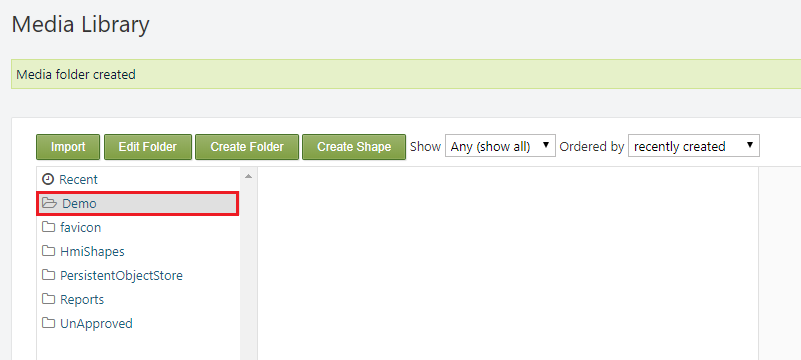 Media Library
Media folder created
Import Edit Folder Create Folder Create Shape Show Any (show all) Ordered by recently created
Recent
Demo
favicon
HmiShapes
PersistentObjectStore
Reports
UnApproved